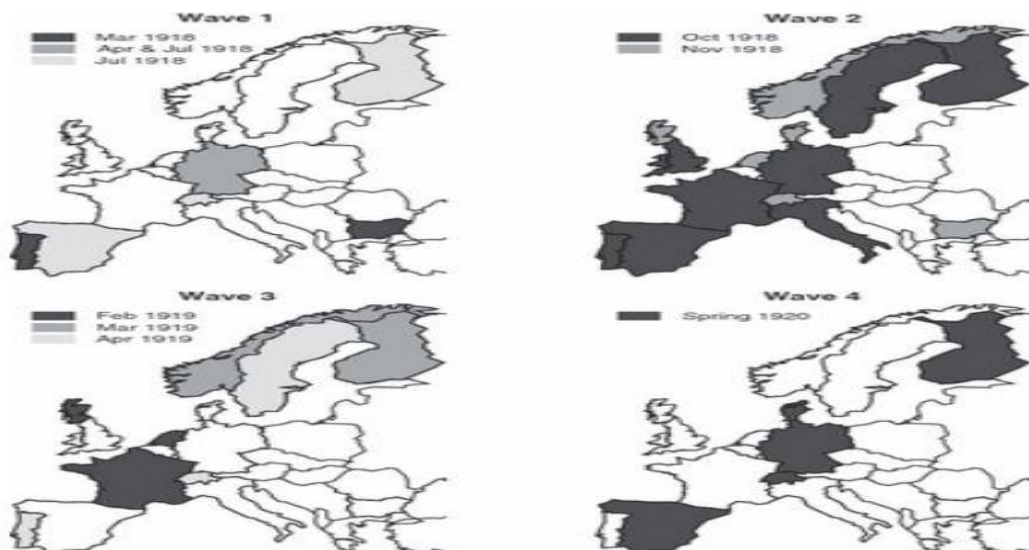 Wave 1
Mar 1918
Apr & Jul 1918
Jul 1918
Wave 2
Oct 1918
Nov 1918
Wave 3
Feb 1919
Mar 1919
Apr 1919
Wave 4
Spring 1920